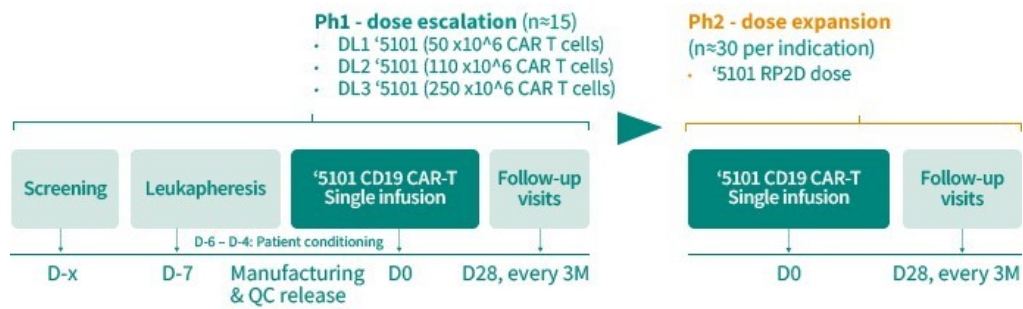 Ph1 - dose escalation (n≈15)
• DL1 ‘5101 (50 x10^6 CAR T cells)
• DL2 ‘5101 (110 x10^6 CAR T cells)
• DL3 ‘5101 (250 x10^6 CAR T cells)
Ph2 - dose expansion
(n≈30 per indication)
• ‘5101 RP2D dose
Screening
Leukapheresis
‘5101 CD19 CAR-T
Single infusion
Follow-up
visits
D-6 – D-4: Patient conditioning
D-x
D-7
Manufacturing
& QC release
D0
D28, every 3M
‘5101 CD19 CAR-T
Single infusion
Follow-up
visits
D0
D28, every 3M